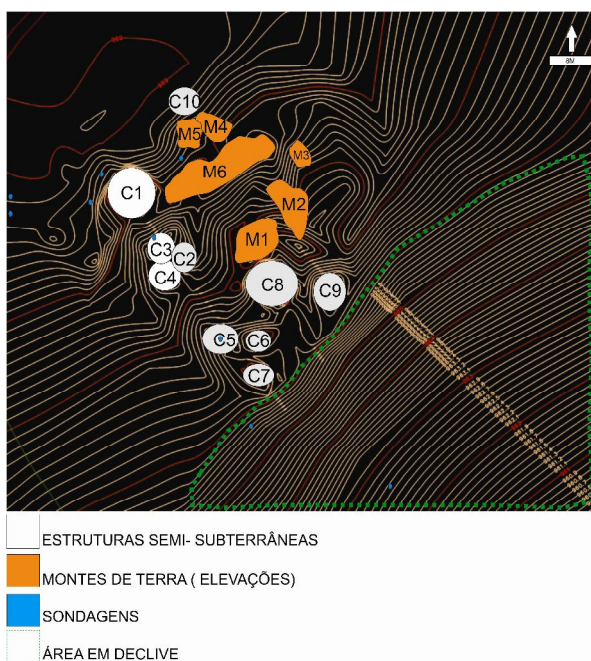 8M
C10
M5
M4
M3
M6
C1
M2
M1
C3
C2
C4
C8
C9
C5
C6
C7
ESTRUTURAS SEMI- SUBTERRÂNEAS
MONTES DE TERRA ( ELEVAÇÕES)
SONDAGENS
ÁREA EM DECLIVE